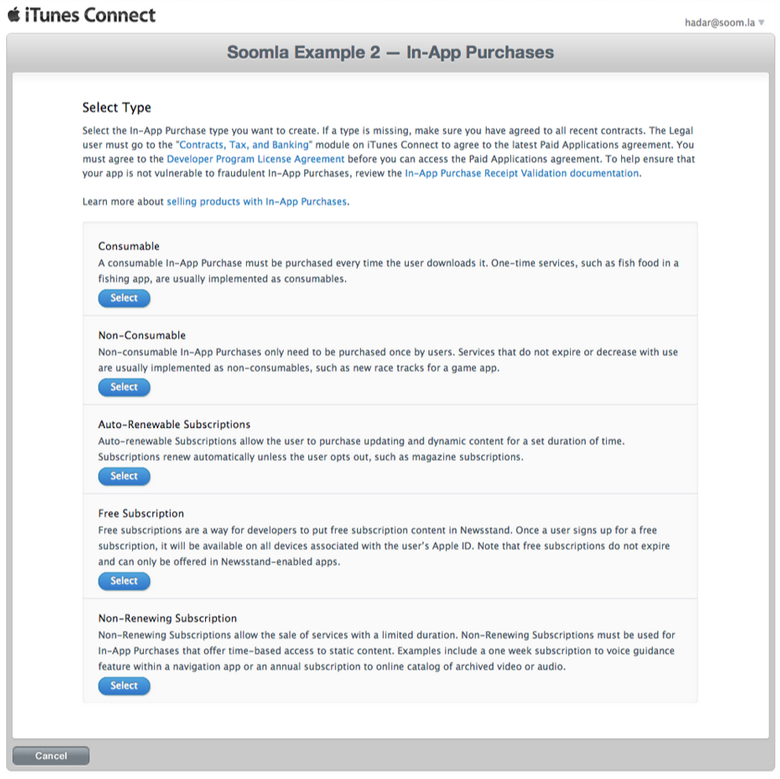 iTunes Connect
hadar@soom.la
Soomla Example 2 — In-App Purchases
Select Type
Select the In-App Purchase type you want to create. If a type is missing, make sure you have agreed to all recent contracts. The Legal
user must go to the "Contracts, Tax, and Banking" module on iTunes Connect to agree to the latest Paid Applications agreement. You
must agree to the Developer Program License Agreement before you can access the Paid Applications agreement. To help ensure that
your app is not vulnerable to fraudulent In-App Purchases, review the In-App Purchase Receipt Validation documentation.
Learn more about selling products with In-App Purchases.
Consumable
A consumable In-App Purchase must be purchased every time the user downloads it. One-time services, such as fish food in a
fishing app, are usually implemented as consumables.
Select
Non-Consumable
Non-consumable In-App Purchases only need to be purchased once by users. Services that do not expire or decrease with use
are usually implemented as non-consumables, such as new race tracks for a game app.
Select
Auto-Renewable Subscriptions
Auto-renewable Subscriptions allow the user to purchase updating and dynamic content for a set duration of time.
Subscriptions renew automatically unless the user opts out, such as magazine subscriptions.
Select
Free Subscription
Free subscriptions are a way for developers to put free subscription content in Newsstand. Once a user signs up for a free
subscription, it will be available on all devices associated with the user's Apple ID. Note that free subscriptions do not expire
and can only be offered in Newsstand-enabled apps.
Select
Non-Renewing Subscription
Non-Renewing Subscriptions allow the sale of services with a limited duration. Non-Renewing Subscriptions must be used for
In-App Purchases that offer time-based access to static content. Examples include a one week subscription to voice guidance
feature within a navigation app or an annual subscription to online catalog of archived video or audio.
Select
Cancel